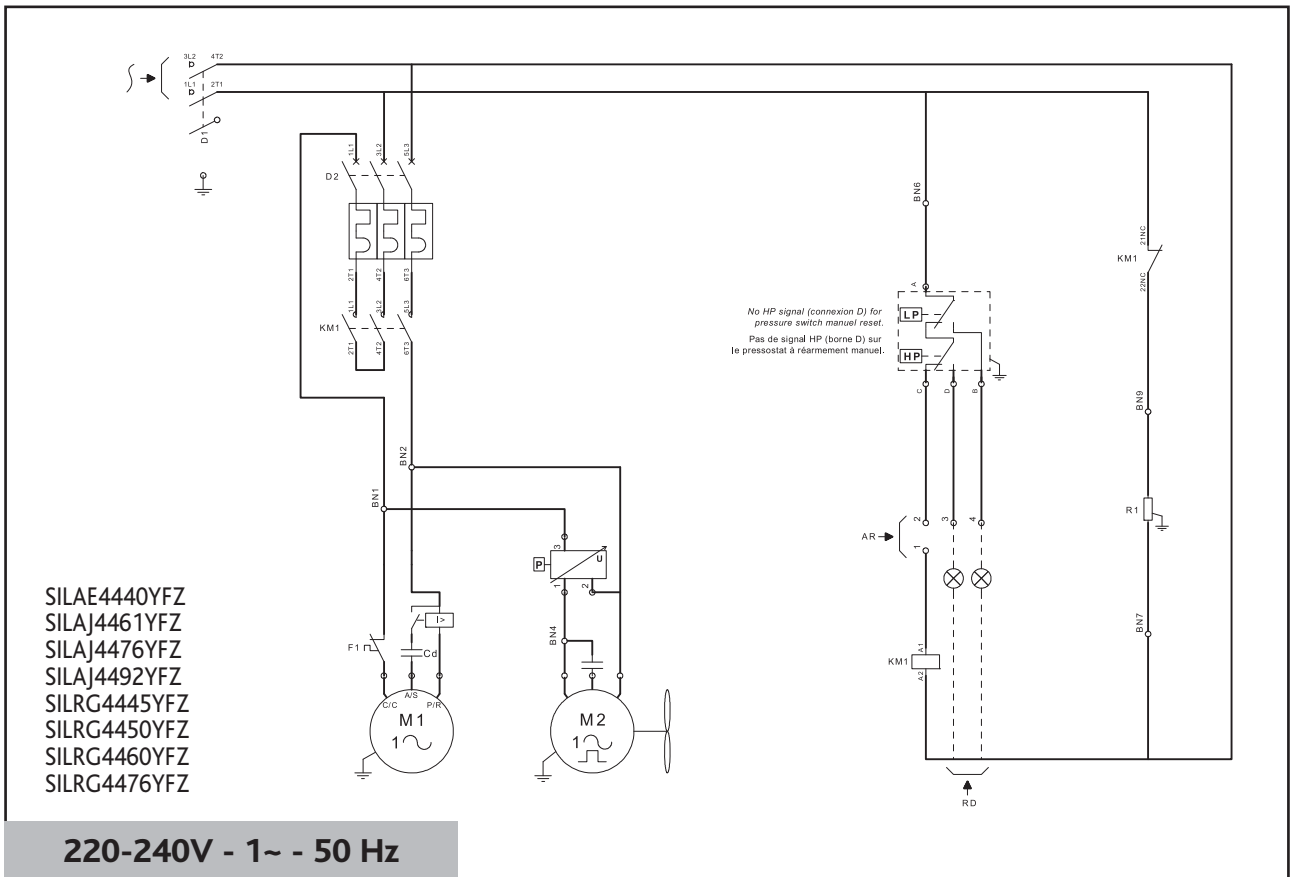 3L2 4T2
1L1 2T1
D1
1L1 3L2 5L3
D2
2T1 4T2 6T3
1L1 3L2 5L3
KM1
2T1 4T2 6T3
BN6
A
No HP signal (connexion D) for
pressure switch manuel reset.
Pas de signal HP (borne D) sur
le pressostat à réarmement manuel.
LP
HP
C D B
21NC
KM1
22NC
BN9
BN2
BN1
3
P
U
1 2
BN4
AR
2 3 4
1
R1
BN7
SILAE4440YFZ
SILAJ4461YFZ
SILAJ4476YFZ
SILAJ4492YFZ
SILRG4445YFZ
SILRG4450YFZ
SILRG4460YFZ
SILRG4476YFZ
F1
I>
Cd
C/C A/S P/R
M1
1
M2
1
A1
KM1
A2
RD
220-240V - 1~ - 50 Hz